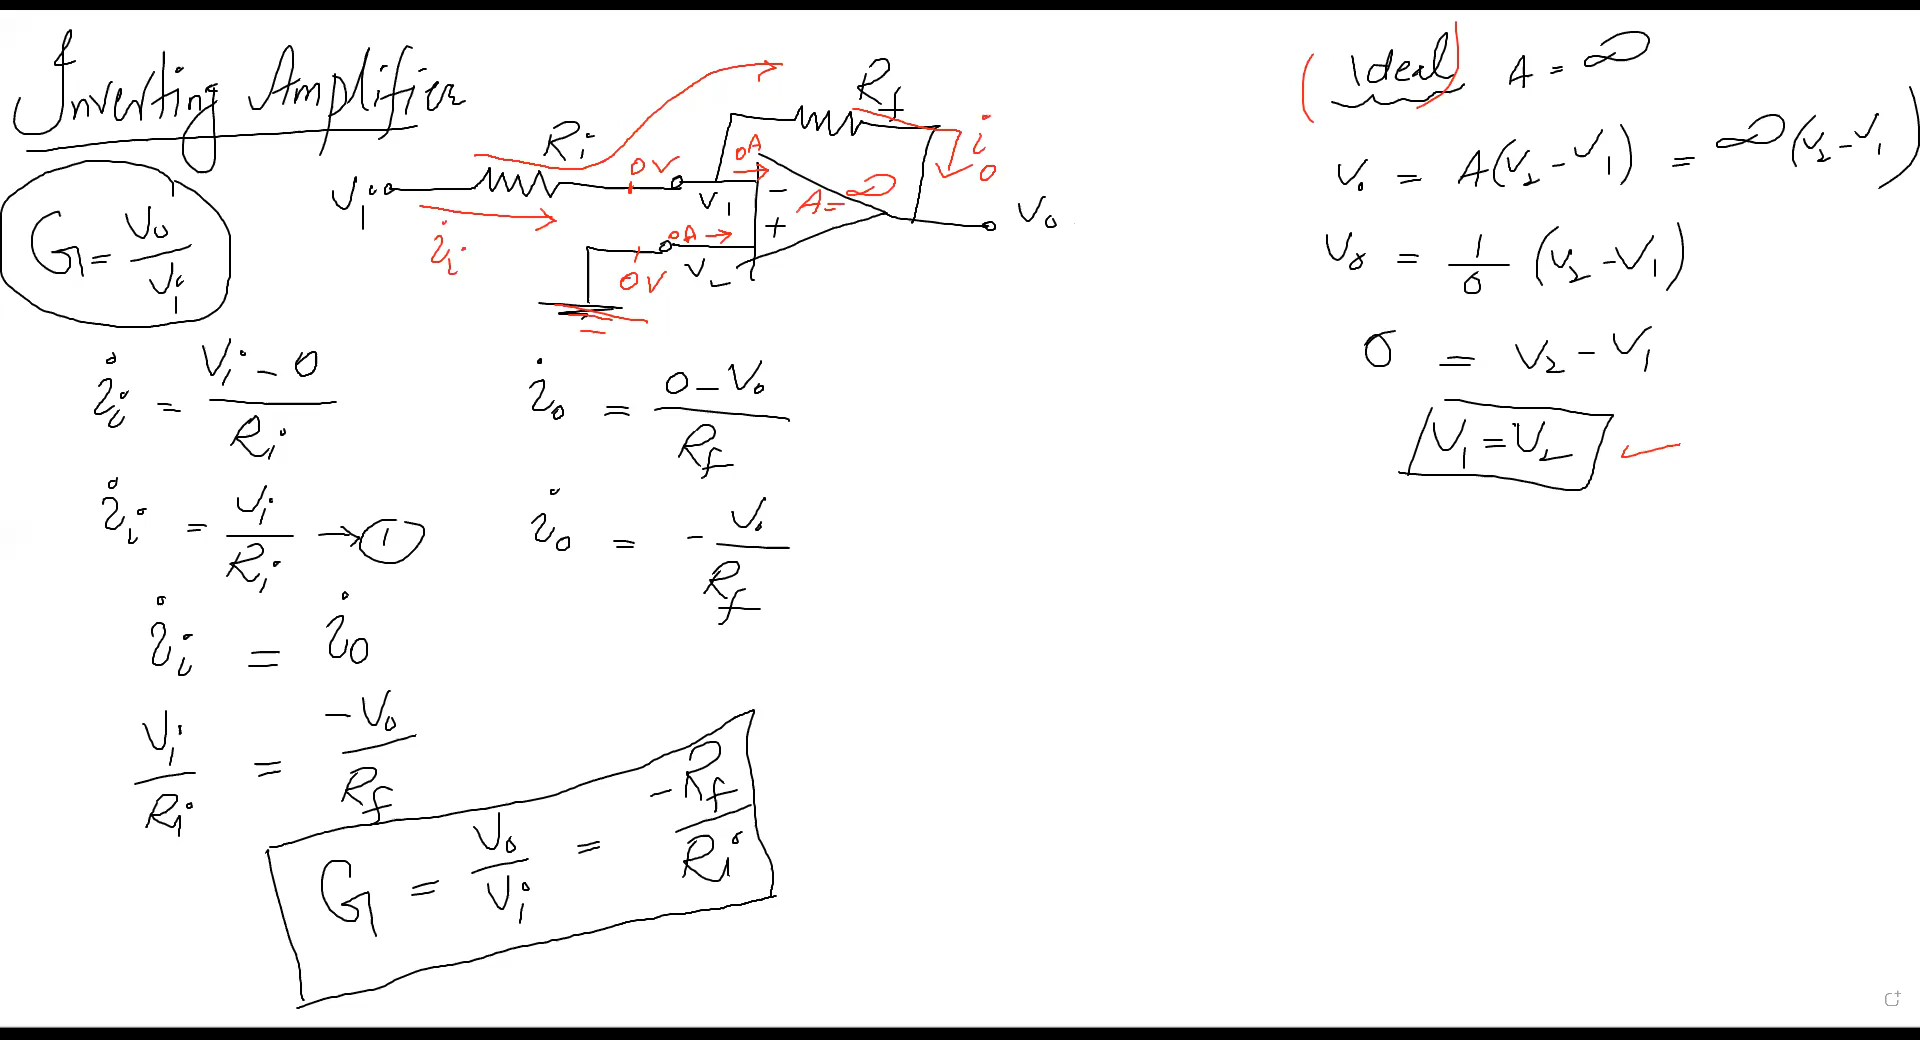 Inverting Amplifier
G = Vo / Vi
Vi
Ri
ii
0V
0A
V1
Rf
io
A = ∞
-
+
0A
0V
V2
Vo
ii = Vi - 0 / Ri
ii = Vi / Ri → 1
ii = io
Vi / Ri = -Vo / Rf
io = 0 - Vo / Rf
io = - Vo / Rf
G = Vo / Vi = -Rf / Ri
(Ideal) A = ∞
Vo = A(V2 - V1) = ∞(V2 - V1)
Vo = 1 / 0 (V2 - V1)
0 = V2 - V1
V1 = V2 ✓